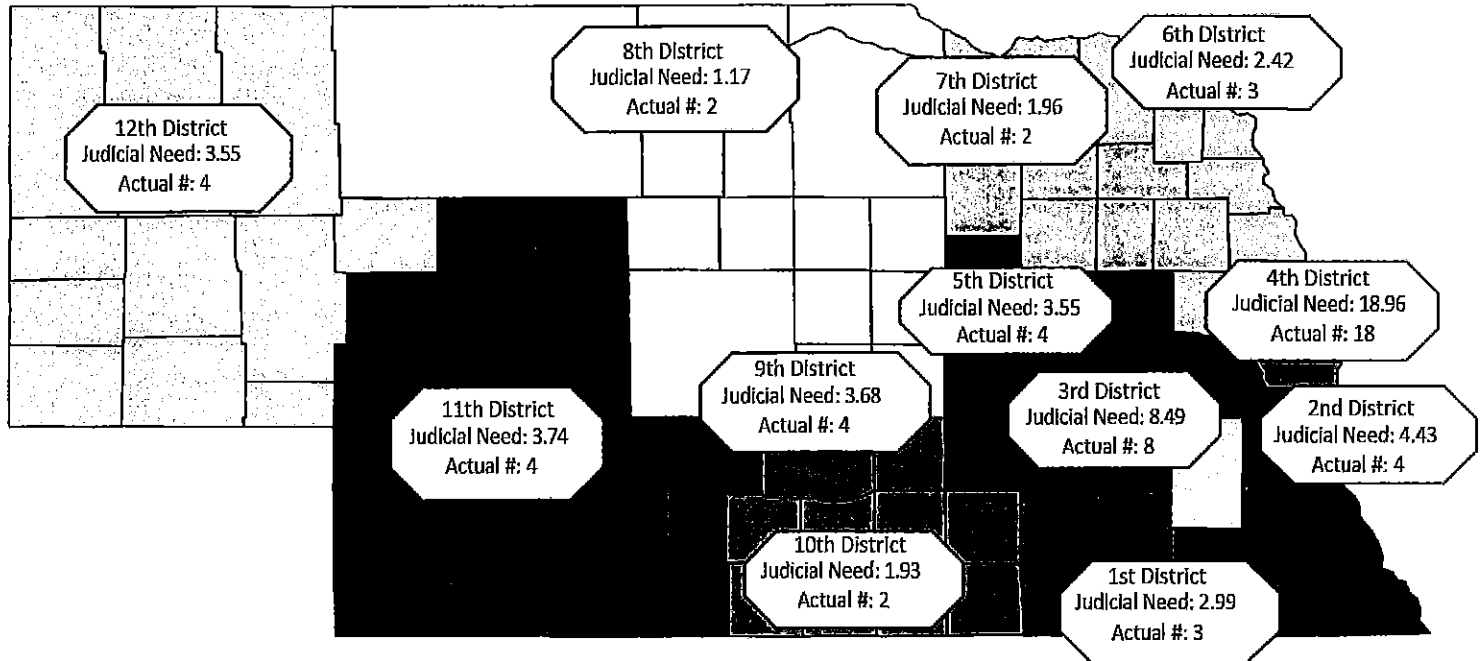 8th District
Judicial Need: 1.17
Actual #: 2
6th District
Judicial Need: 2.42
Actual #: 3
7th District
Judicial Need: 1.96
Actual #: 2
12th District
Judicial Need: 3.55
Actual #: 4
5th District
Judicial Need: 3.55
Actual #: 4
4th District
Judicial Need: 18.96
Actual #: 18
9th District
Judicial Need: 3.68
Actual #: 4
3rd District
Judicial Need: 8.49
Actual #: 8
11th District
Judicial Need: 3.74
Actual #: 4
2nd District
Judicial Need: 4.43
Actual #: 4
10th District
Judicial Need: 1.93
Actual #: 2
1st District
Judicial Need: 2.99
Actual #: 3